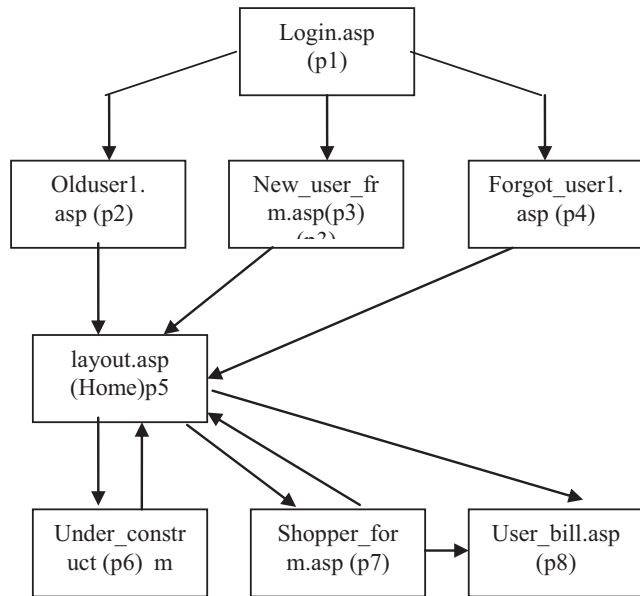 Login.asp
(p1)
Olduser1.
asp (p2)
New_user_fr
m.asp(p3)
(p3)
Forgot_user1.
asp (p4)
layout.asp
(Home)p5
Under_constr
uct (p6) m
Shopper_for
m.asp (p7)
User_bill.asp
(p8)